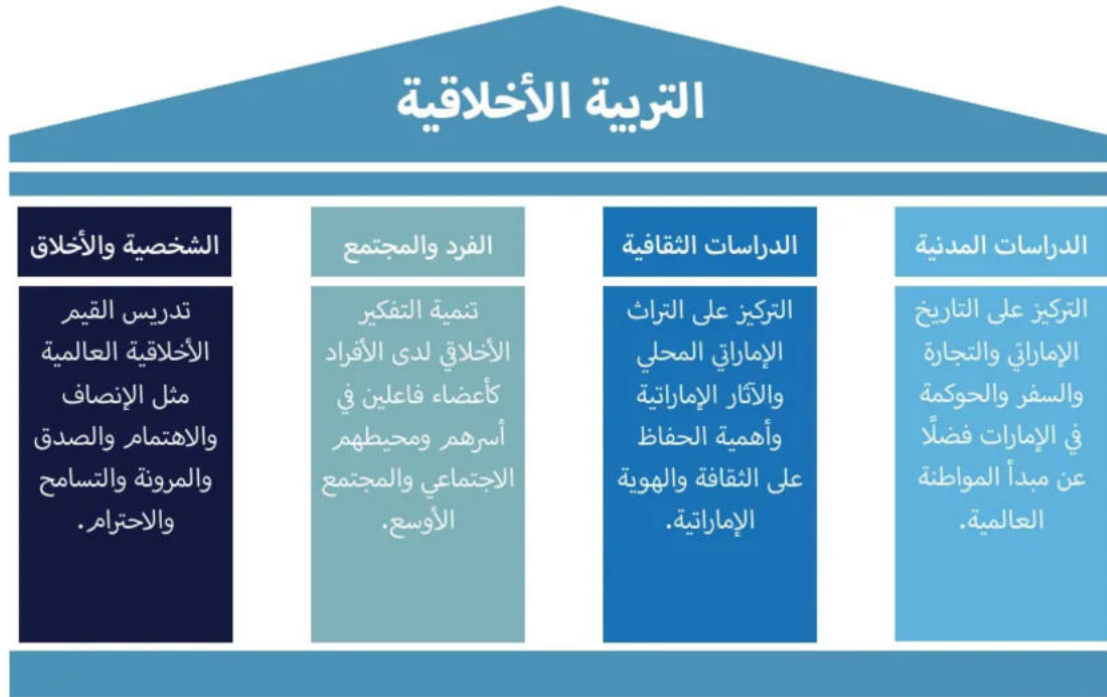 التربية الأخلاقية
الدراسات المدنية
التركيز على التاريخ
الإماراتي والتجارة
والسفر والحوكمة
في الإمارات فضلًا
عن مبدأ المواطنة
العالمية.
الدراسات الثقافية
التركيز على التراث
الإماراتي المحلي
والآثار الإماراتية
وأهمية الحفاظ
على الثقافة والهوية
الإماراتية.
الفرد والمجتمع
تنمية التفكير
الأخلاقي لدى الأفراد
كأعضاء فاعلين في
أسرهم ومحيطهم
الاجتماعي والمجتمع
الأوسع.
الشخصية والأخلاق
تدريس القيم
الأخلاقية العالمية
مثل الإنصاف
والاهتمام والصدق
والمرونة والتسامح
والاحترام.